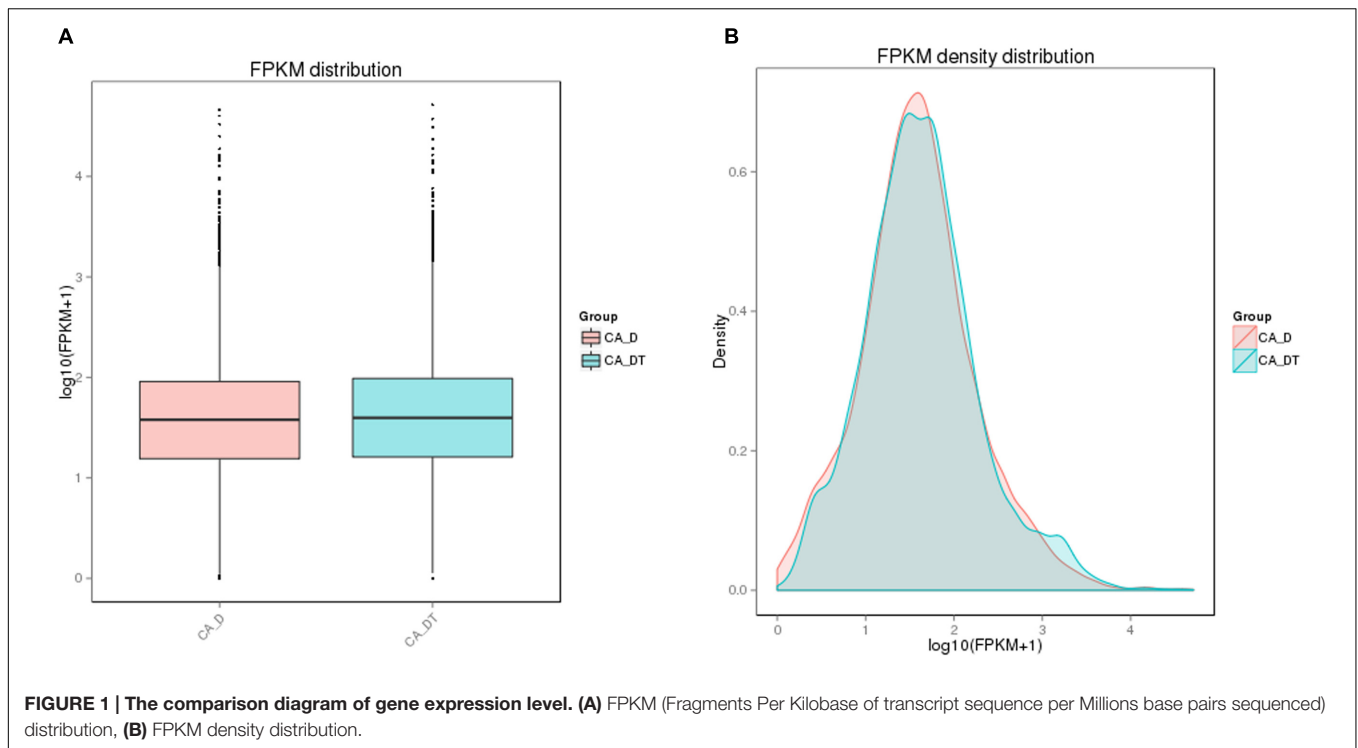 A
FPKM distribution
log10(FPKM+1)
4
3
2
1
0
CA_D
CA_DT
Group
CA_D
CA_DT
B
FPKM density distribution
Density
0.6
0.4
0.2
0.0
0
1
2
3
4
log10(FPKM+1)
Group
CA_D
CA_DT
FIGURE 1 | The comparison diagram of gene expression level. (A) FPKM (Fragments Per Kilobase of transcript sequence per Millions base pairs sequenced)
distribution, (B) FPKM density distribution.